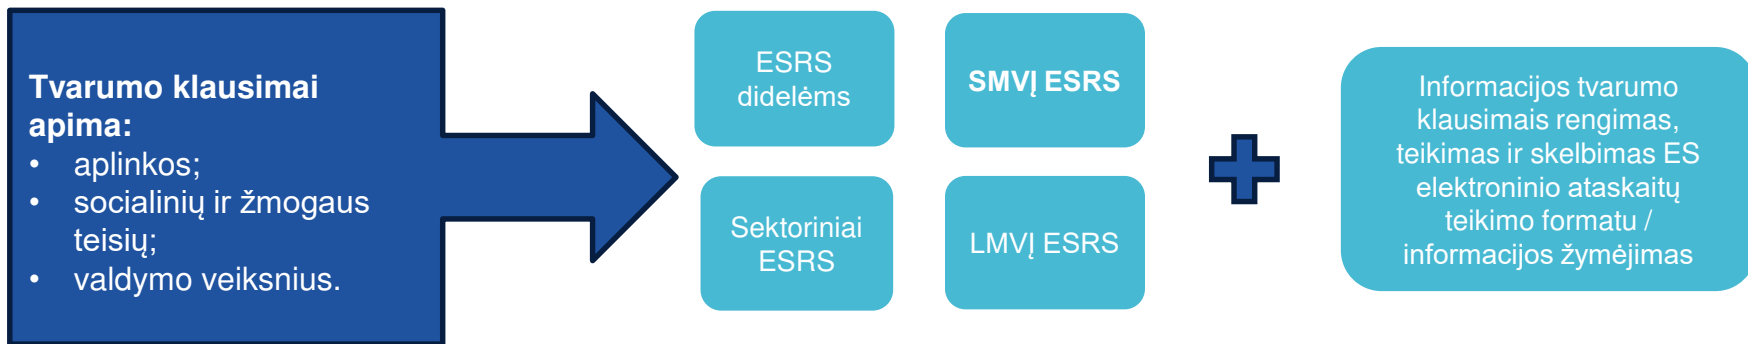 Tvarumo klausimai
apima:
• aplinkos;
• socialinių ir žmogaus
teisių;
• valdymo veiksnius.
ESRS
didelėms
SMVĮ ESRS
Sektoriniai
ESRS
LMVĮ ESRS
Informacijos tvarumo
klausimais rengimas,
teikimas ir skelbimas ES
elektroninio ataskaitų
teikimo formatu /
informacijos žymėjimas